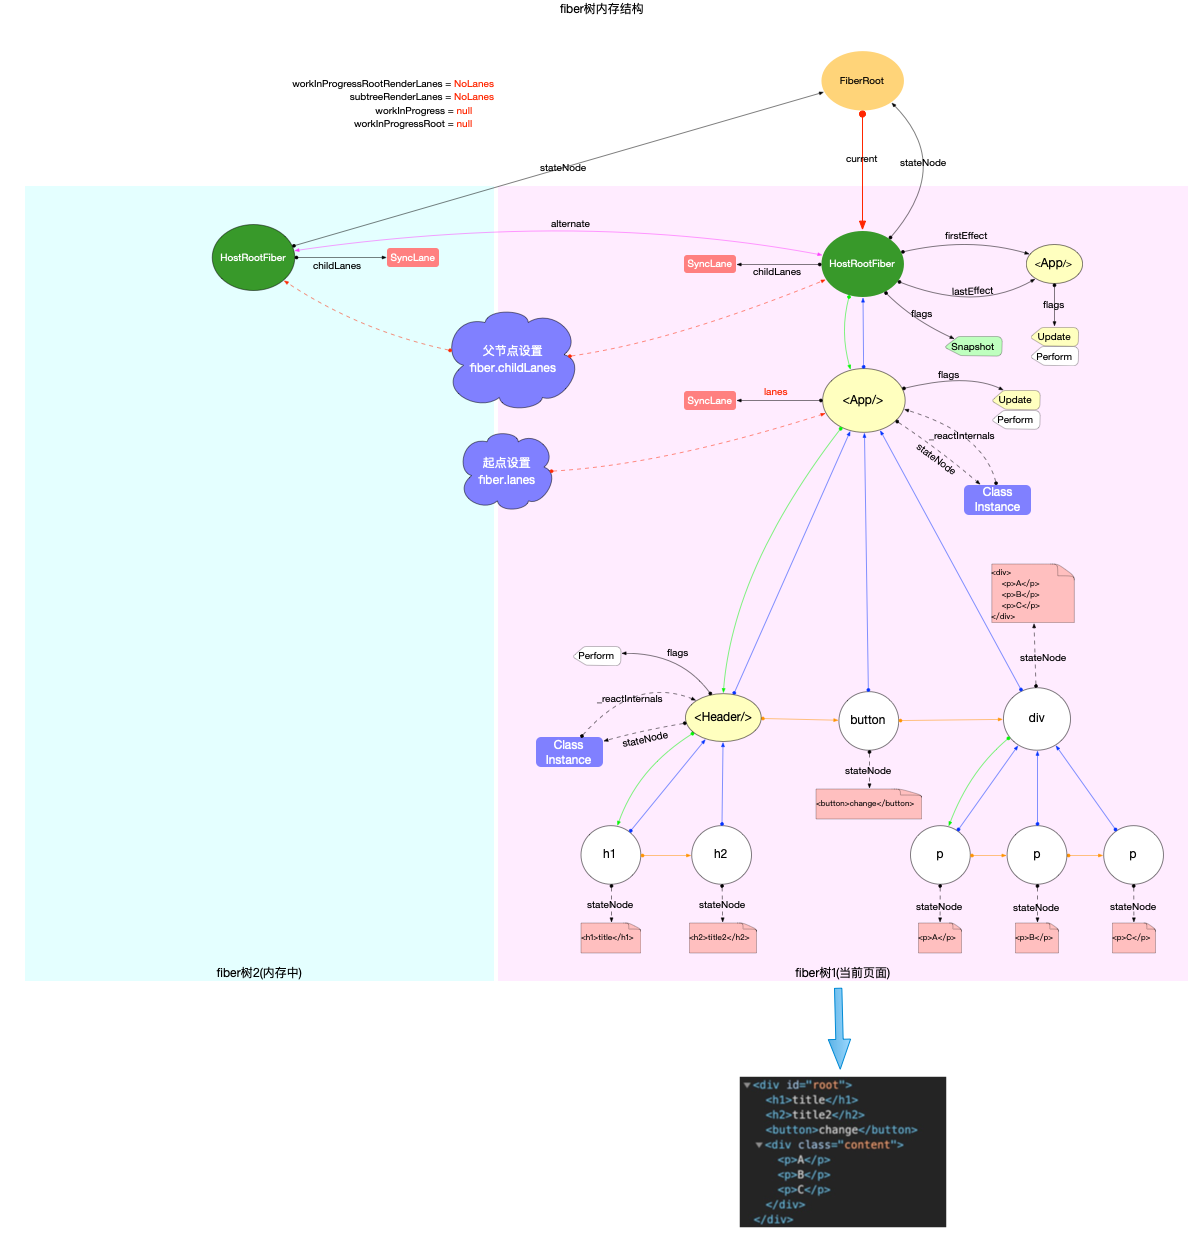 fiber树内存结构
workInProgressRootRenderLanes = NoLanes
subtreeRenderLanes = NoLanes
workInProgress = null
workInProgressRoot = null
FiberRoot
stateNode
current
stateNode
alternate
HostRootFiber
childLanes
SyncLane
SyncLane
childLanes
HostRootFiber
firstEffect
<App/>
lastEffect
flags
flags
Update
Perform
Snapshot
父节点设置
fiber.childLanes
SyncLane
lanes
<App/>
flags
Update
Perform
_reactInternals
stateNode
起点设置
fiber.lanes
Class
Instance
<div>
<p>A</p>
<p>B</p>
<p>C</p>
</div>
stateNode
Perform
flags
_reactInternals
<Header/>
stateNode
Class
Instance
button
div
stateNode
<button>change</button>
h1
h2
p
p
p
stateNode
stateNode
stateNode
stateNode
stateNode
<h1>title</h1>
<h2>title2</h2>
<p>A</p>
<p>B</p>
<p>C</p>
fiber树2(内存中)
fiber树1(当前页面)
<div id="root">
<h1>title</h1>
<h2>title2</h2>
<button>change</button>
<div class="content">
<p>A</p>
<p>B</p>
<p>C</p>
</div>
</div>